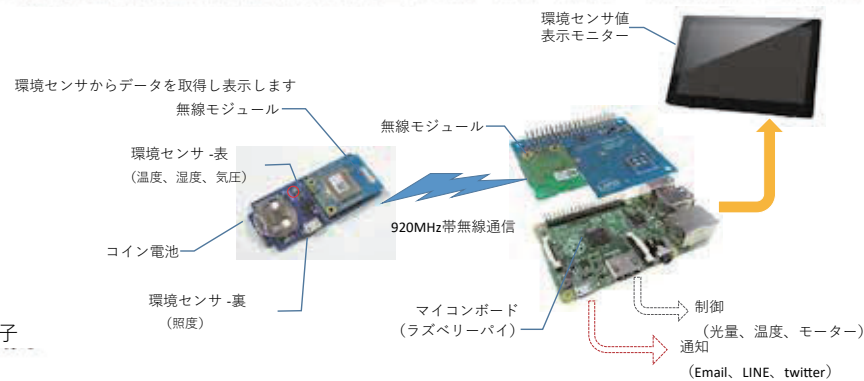 環境センサ値
表示モニター
環境センサからデータを取得し表示します
無線モジュール
無線モジュール
環境センサ -表
（温度、湿度、気圧）
920MHz帯無線通信
コイン電池
環境センサ -裏
（照度）
マイコンボード
（ラズベリーパイ）
制御
（光量、温度、モーター）
子
通知
（Email、LINE、twitter）